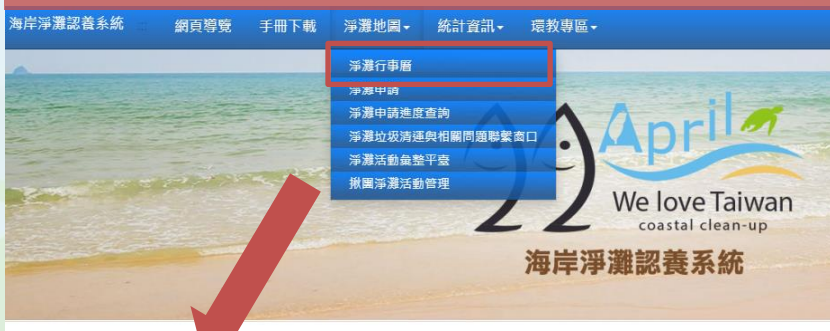 海岸淨灘認養系統 網頁導覽 手冊下載 淨灘地圖 統計資訊 環教專區
淨灘行事曆
淨灘申請
淨灘申請進度查詢
淨灘垃圾清運與相關問題聯繫窗口
淨灘活動彙整平臺
揪團淨灘活動管理
April
We love Taiwan
coastal clean-up
海岸淨灘認養系統